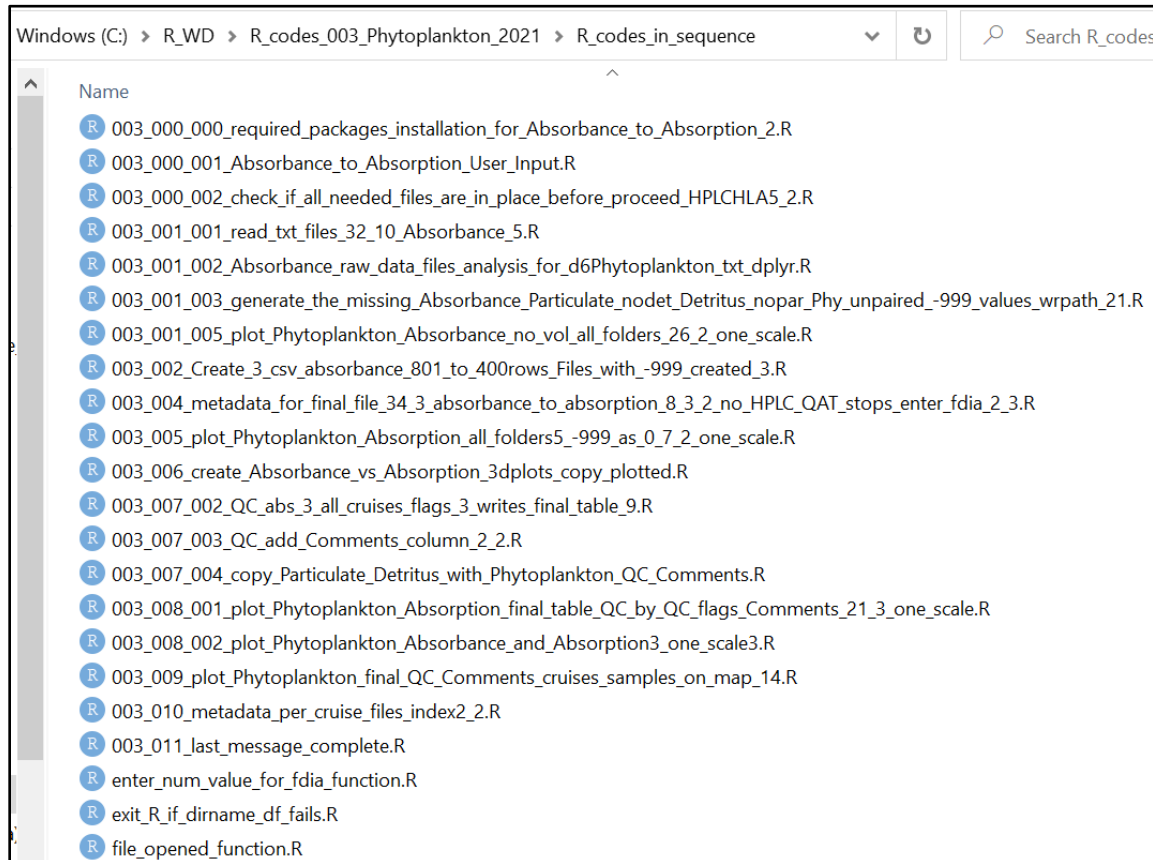 Windows (C:) > R_WD > R_codes_003_Phytoplankton_2021 > R_codes_in_sequence Search R_codes
Name
R 003_000_000_required_packages_installation_for_Absorbance_to_Absorption_2.R
R 003_000_001_Absorbance_to_Absorption_User_Input.R
R 003_000_002_check_if_all_needed_files_are_in_place_before_proceed_HPLCHLA5_2.R
R 003_001_001_read_txt_files_32_10_Absorbance_5.R
R 003_001_002_Absorbance_raw_data_files_analysis_for_d6Phytoplankton_txt_dplyr.R
R 003_001_003_generate_the_missing_Absorbance_Particulate_nodet_Detritus_nopar_Phy_unpaired_-999_values_wrpath_21.R
R 003_001_005_plot_Phytoplankton_Absorbance_no_vol_all_folders_26_2_one_scale.R
R 003_002_Create_3_csv_absorbance_801_to_400rows_Files_with_-999_created_3.R
R 003_004_metadata_for_final_file_34_3_absorbance_to_absorption_8_3_2_no_HPLC_QAT_stops_enter_fdia_2_3.R
R 003_005_plot_Phytoplankton_Absorption_all_folders5_-999_as_0_7_2_one_scale.R
R 003_006_create_Absorbance_vs_Absorption_3dplots_copy_plotted.R
R 003_007_002_QC_abs_3_all_cruises_flags_3_writes_final_table_9.R
R 003_007_003_QC_add_Comments_column_2_2.R
R 003_007_004_copy_Particulate_Detritus_with_Phytoplankton_QC_Comments.R
R 003_008_001_plot_Phytoplankton_Absorption_final_table_QC_by_QC_flags_Comments_21_3_one_scale.R
R 003_008_002_plot_Phytoplankton_Absorbance_and_Absorption3_one_scale3.R
R 003_009_plot_Phytoplankton_final_QC_Comments_cruises_samples_on_map_14.R
R 003_010_metadata_per_cruise_files_index2_2.R
R 003_011_last_message_complete.R
R enter_num_value_for_fdia_function.R
R exit_R_if_dirname_df_fails.R
R file_opened_function.R